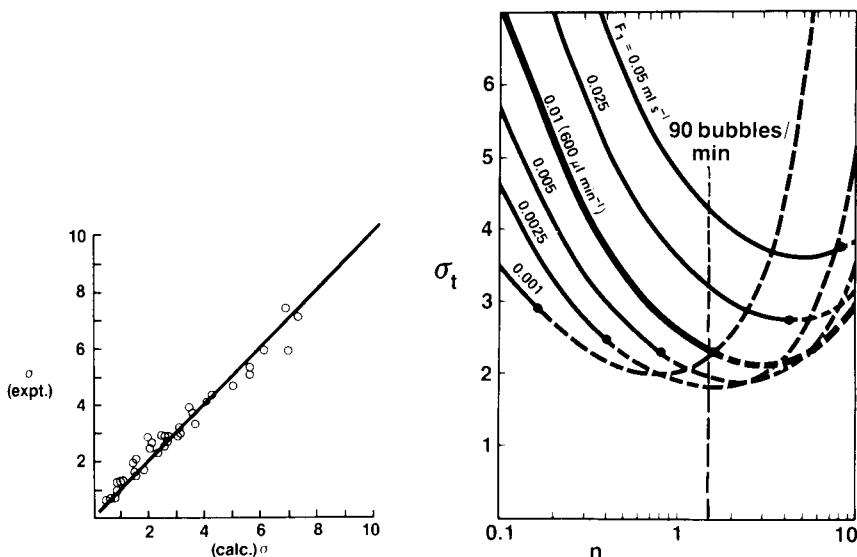 10
8
6
4
2
σ
(expt.)
2
4
6
8
10
(calc.) σ
6
5
4
3
2
1
σt
F1 = 0.05 ml s⁻¹
0.025
0.01 (600 μl min⁻¹)
0.005
0.0025
0.001
90 bubbles/
min
0.1
1
10
n